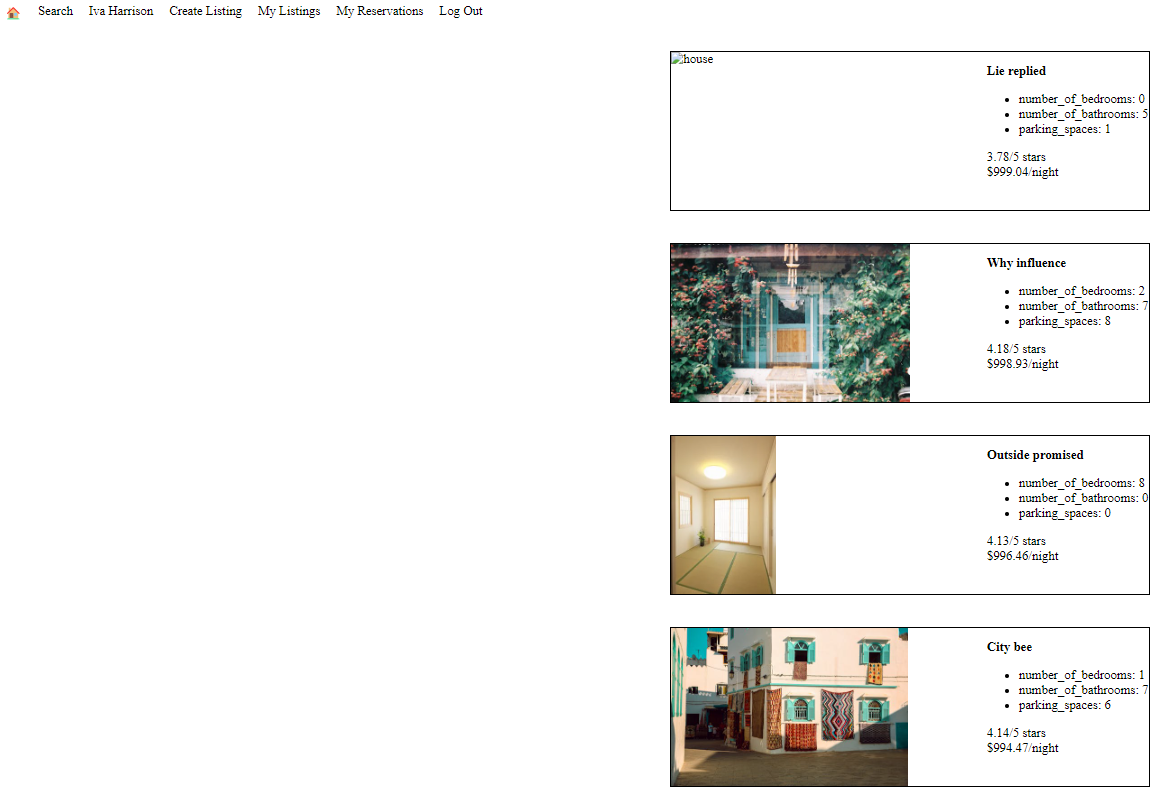 Search Iva Harrison Create Listing My Listings My Reservations Log Out
house
Lie replied
number_of_bedrooms: 0
number_of_bathrooms: 5
parking_spaces: 1
3.78/5 stars
$999.04/night
Why influence
number_of_bedrooms: 2
number_of_bathrooms: 7
parking_spaces: 8
4.18/5 stars
$998.93/night
Outside promised
number_of_bedrooms: 8
number_of_bathrooms: 0
parking_spaces: 0
4.13/5 stars
$996.46/night
City bee
number_of_bedrooms: 1
number_of_bathrooms: 7
parking_spaces: 6
4.14/5 stars
$994.47/night